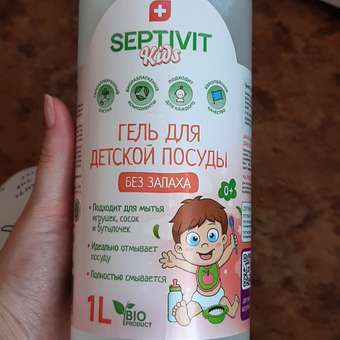 SEPTIVIT
Kids
ГЕЛЬ ДЛЯ
ДЕТСКОЙ ПОСУДЫ
БЕЗ ЗАПАХА
0+
• Подходит для мытья
игрушек, сосок
и бутылочек
• Идеально отмывает
посуду
• Полностью смывается
1L
BIO
PRODUCT